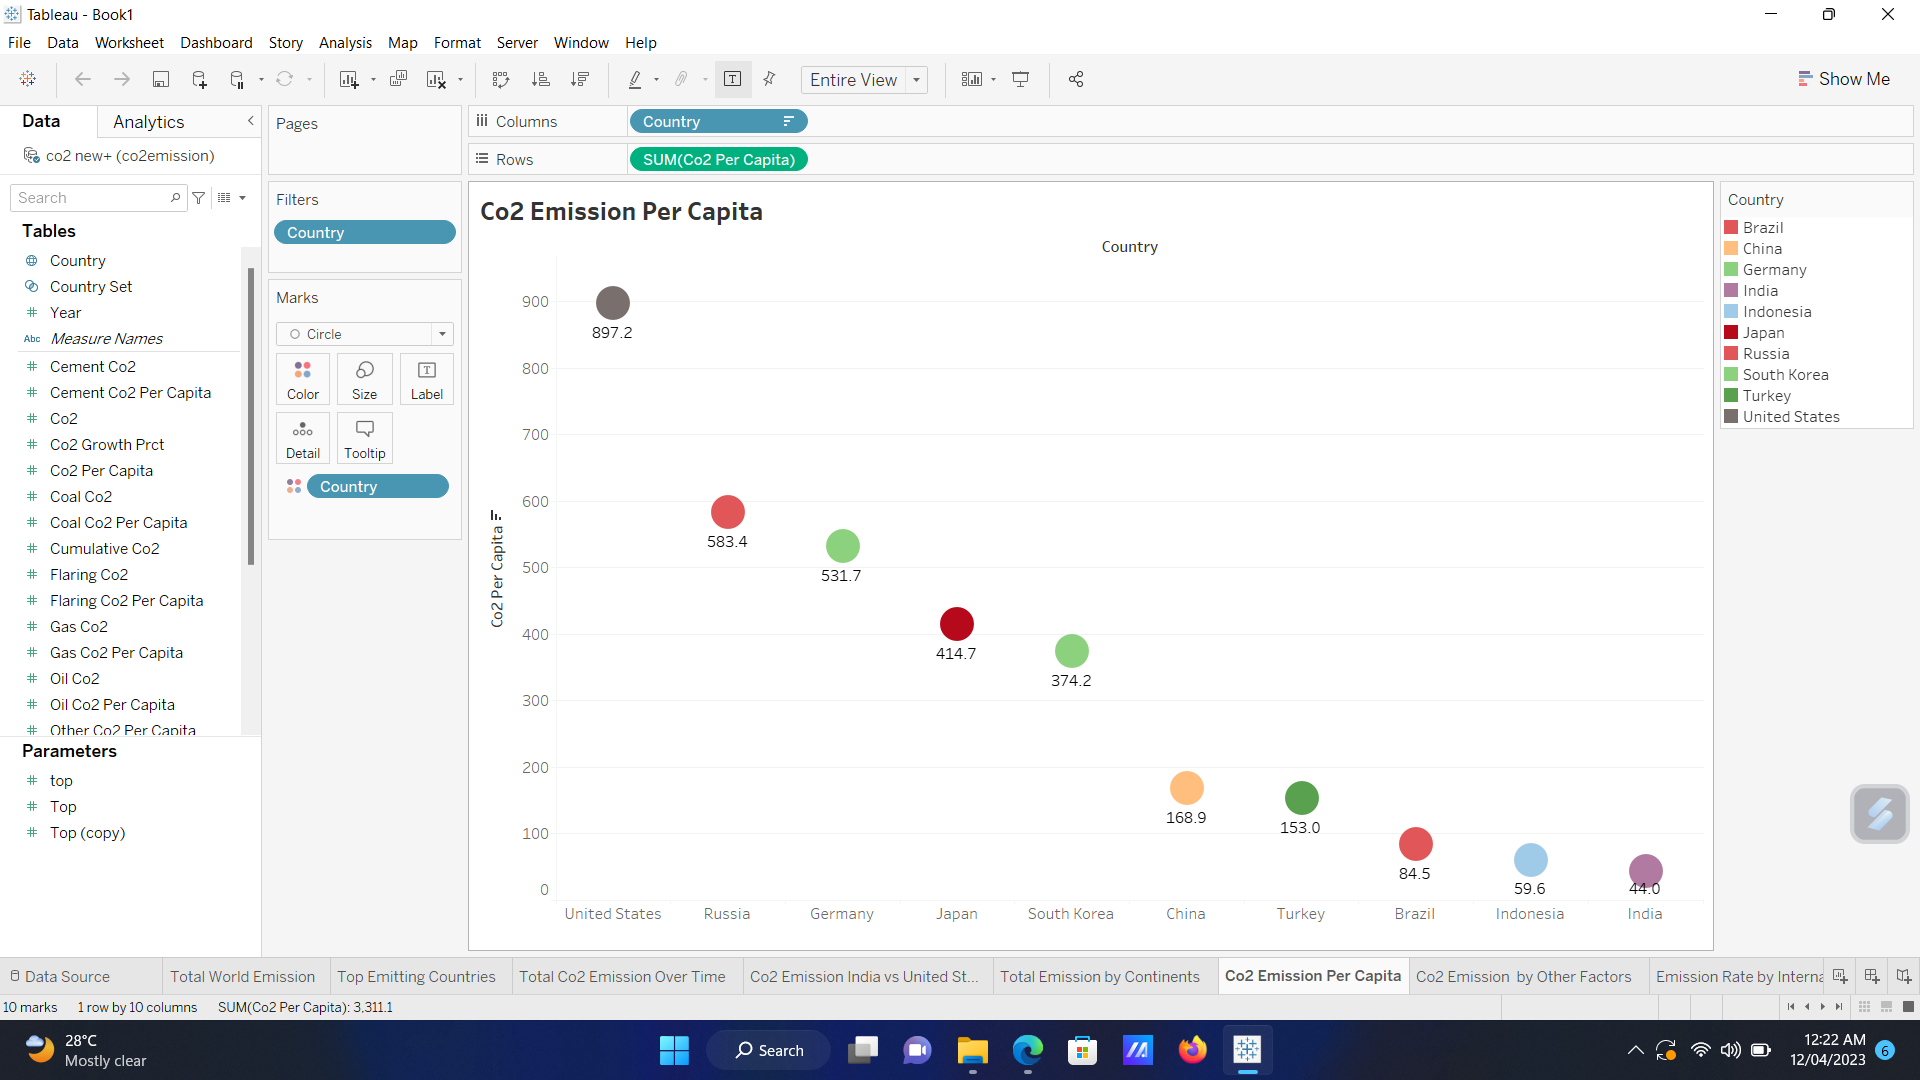 Tableau - Book1
File Data Worksheet Dashboard Story Analysis Map Format Server Window Help
Entire View
Show Me
Data Analytics
co2 new+ (co2emission)
Search
Tables
Country
Country Set
Year
Abc Measure Names
Cement Co2
Cement Co2 Per Capita
Co2
Co2 Growth Prct
Co2 Per Capita
Coal Co2
Coal Co2 Per Capita
Cumulative Co2
Flaring Co2
Flaring Co2 Per Capita
Gas Co2
Gas Co2 Per Capita
Oil Co2
Oil Co2 Per Capita
Other Co2 Per Capita
Parameters
top
Top
Top (copy)
Pages
Filters
Country
Marks
Circle
Color Size Label
Detail Tooltip
Country
Columns Country
Rows SUM(Co2 Per Capita)
Co2 Emission Per Capita
Country
Co2 Per Capita
900
800
700
600
500
400
300
200
100
0
897.2
583.4
531.7
414.7
374.2
168.9
153.0
84.5
59.6
44.0
United States Russia Germany Japan South Korea China Turkey Brazil Indonesia India
Country
Brazil
China
Germany
India
Indonesia
Japan
Russia
South Korea
Turkey
United States
Data Source Total World Emission Top Emitting Countries Total Co2 Emission Over Time Co2 Emission India vs United St... Total Emission by Continents Co2 Emission Per Capita Co2 Emission by Other Factors Emission Rate by Interna
10 marks 1 row by 10 columns SUM(Co2 Per Capita): 3,311.1
28°C
Mostly clear
Search
12:22 AM
12/04/2023
6